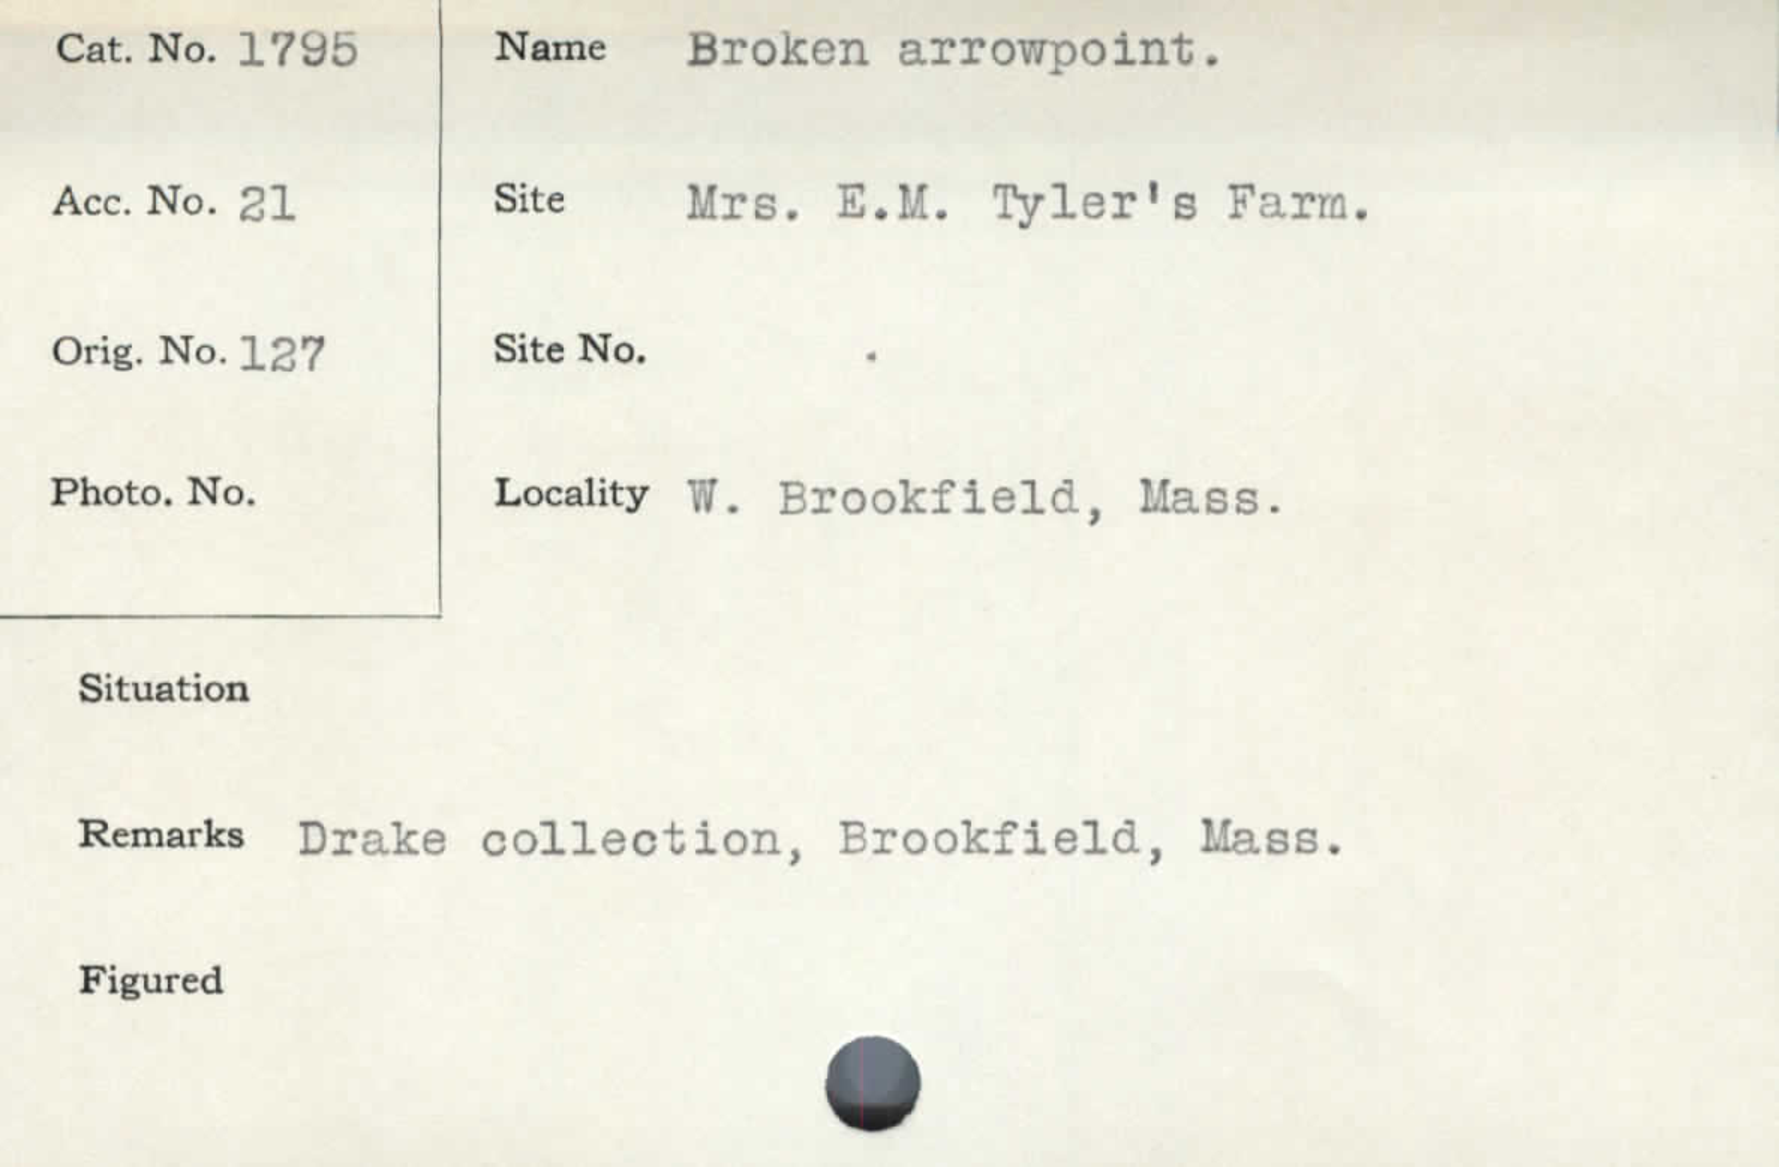 Cat. No. 1795
Name Broken arrowpoint.
Acc. No. 21
Site Mrs. E.M. Tyler's Farm.
Orig. No. 127
Site No.
Photo. No.
Locality W. Brookfield, Mass.
Situation
Remarks Drake collection, Brookfield, Mass.
Figured